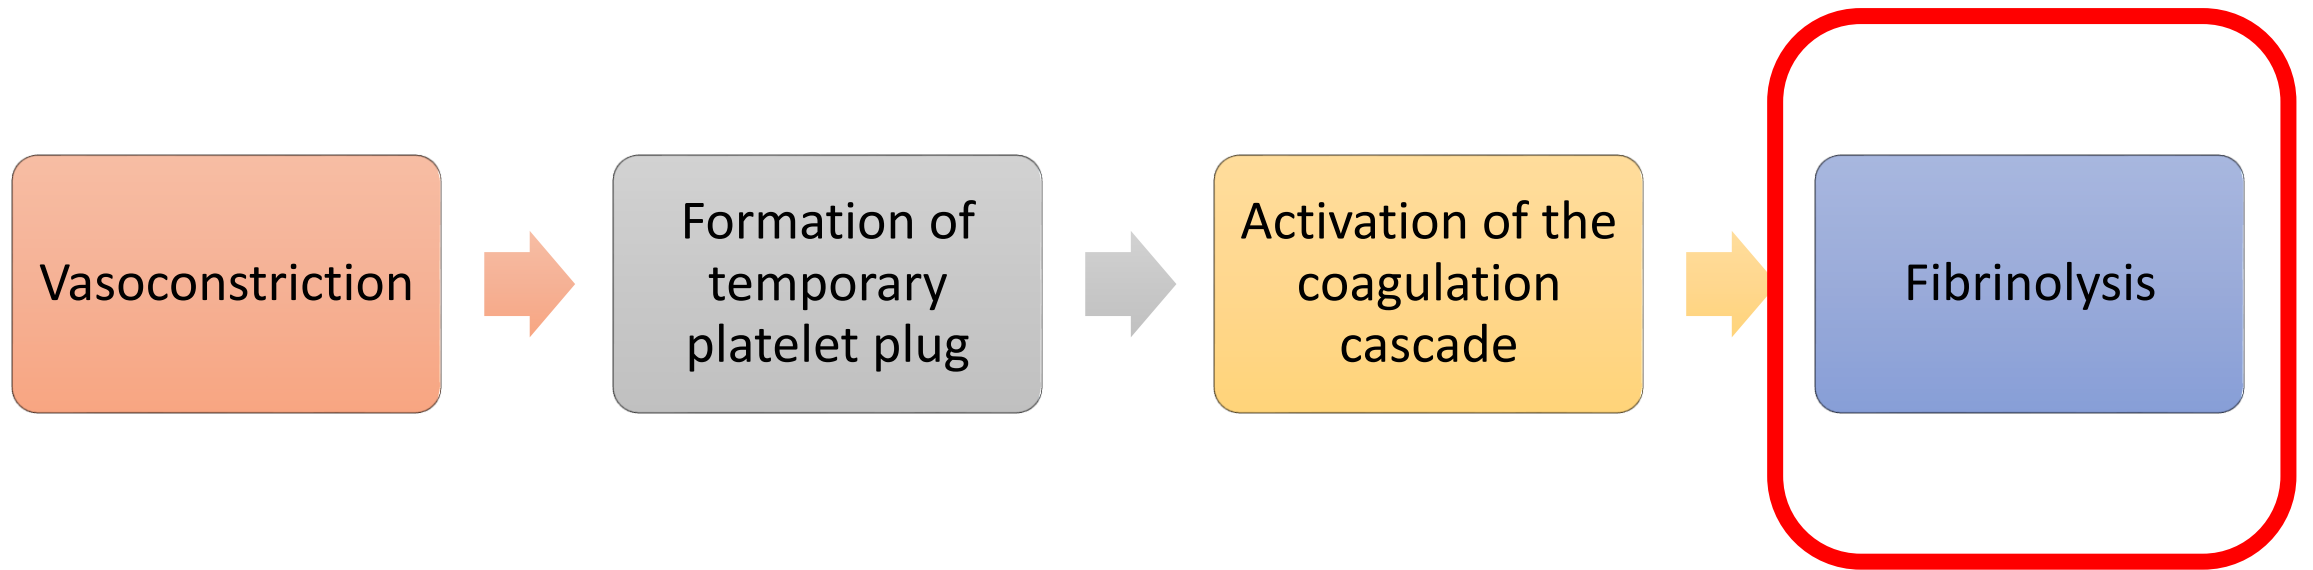 Vasoconstriction
Formation of
temporary
platelet plug
Activation of the
coagulation
cascade
Fibrinolysis